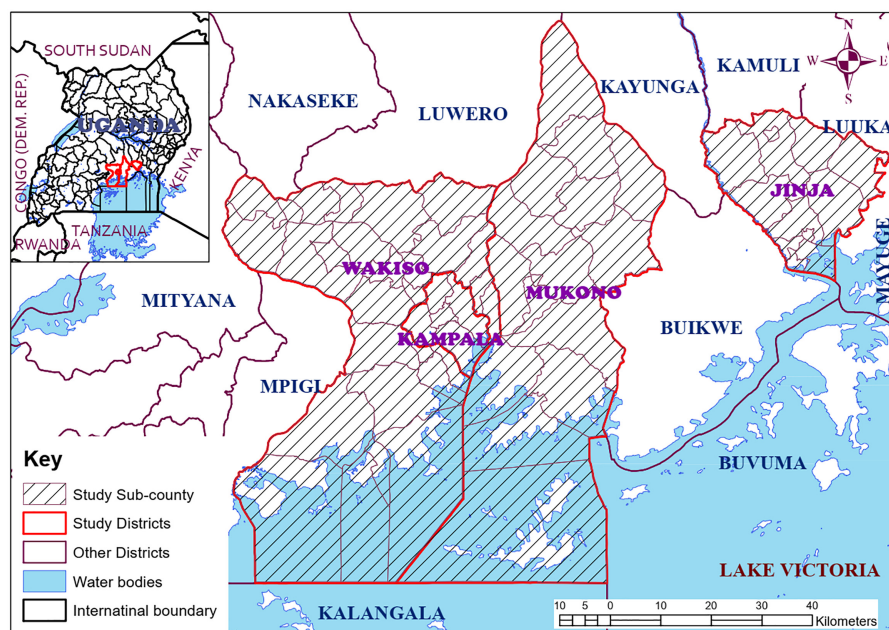 SOUTH SUDAN
CONGO (DEM. REP.)
UGANDA
KENYA
TANZANIA
RWANDA
N
W
E
S
NAKASEKE
LUWERO
KAYUNGA
KAMULI
LUUKA
JINJA
WAKISO
MUKONO
MITYANA
KAMPALA
BUIKWE
MAYUGE
MPIGI
BUVUMA
LAKE VICTORIA
KALANGALA
Key
Study Sub-county
Study Districts
Other Districts
Water bodies
Internatinal boundary
10 5 0 10 20 30 40
Kilometers